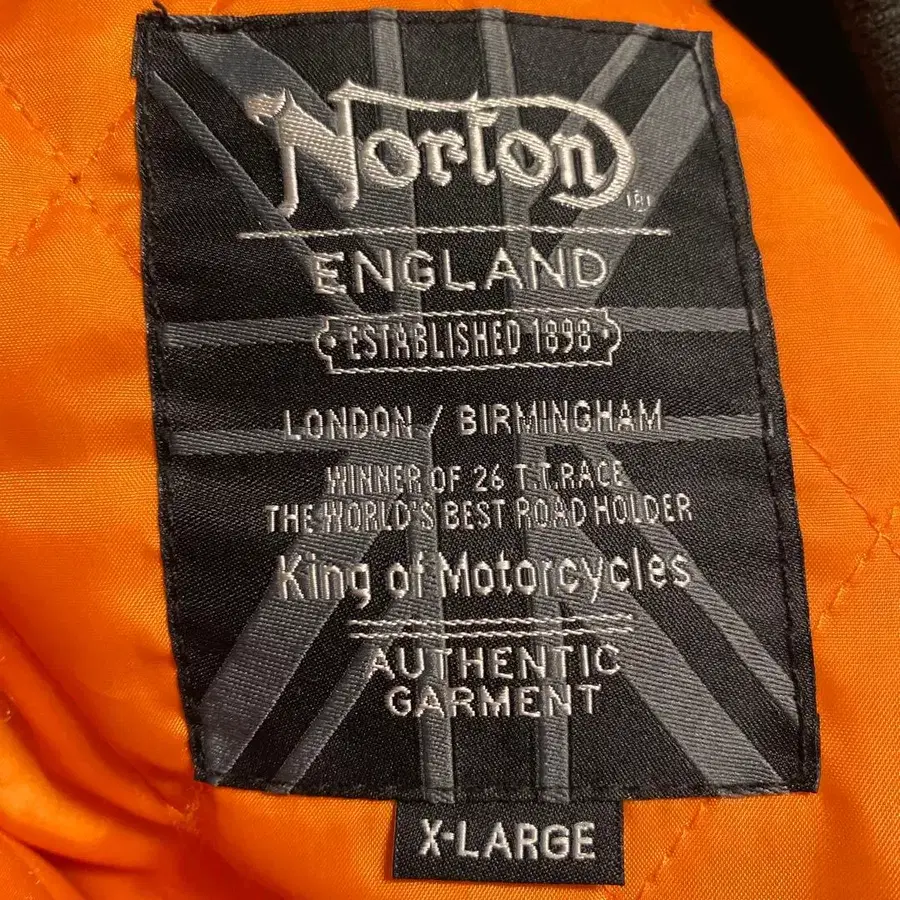 Norton ®
ENGLAND
ESTABLISHED 1898
LONDON / BIRMINGHAM
WINNER OF 26 T.T.RACE
THE WORLD'S BEST ROAD HOLDER
King of Motorcycles
AUTHENTIC
GARMENT
X-LARGE